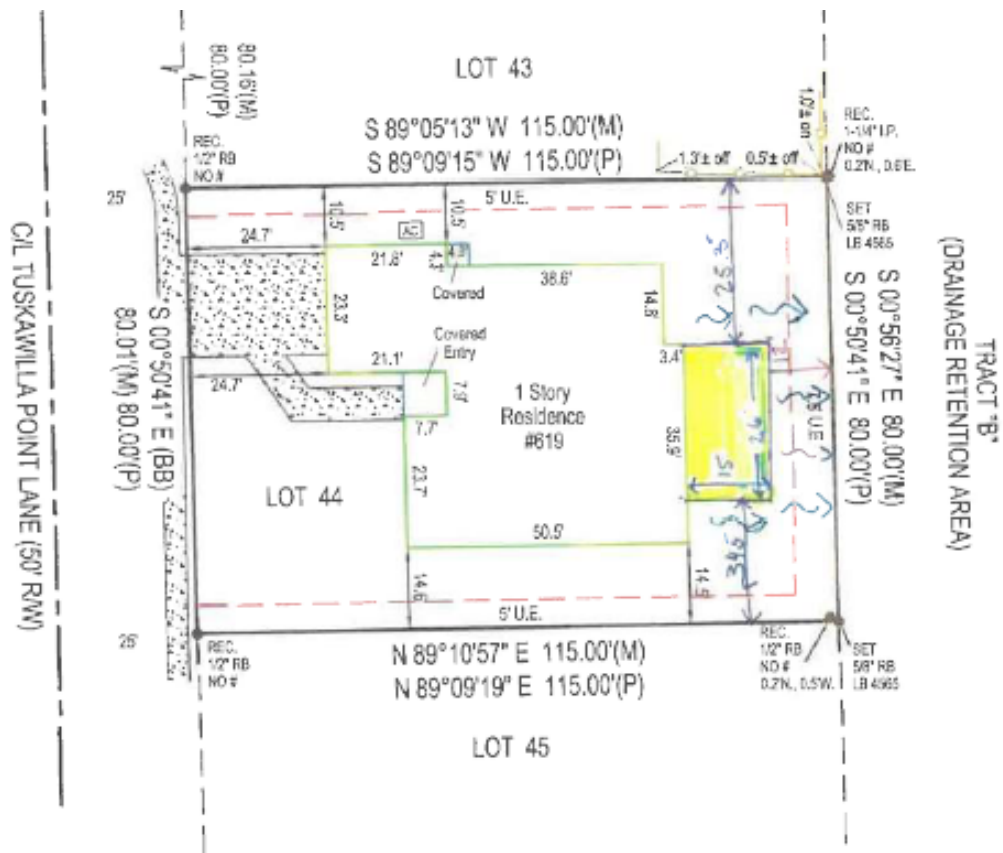 LOT 43
80.16'(M)
80.00'(P)
S 89°05'13" W 115.00'(M)
S 89°09'15" W 115.00'(P)
REC.
1/2" RB
NO #
1.3'± off
0.5'± off
1.0'± on
REC.
1-1/4" I.P.
NO #
0.2'N., 0.6'E.
SET
5/8" RB
LB 4565
25'
5' U.E.
10.5'
10.5'
24.7'
AC
21.6'
4.3'
Covered
38.6'
14.8'
25.5'
23.3'
Covered
Entry
21.1'
24.7'
7.9'
7.7'
1 Story
Residence
#619
3.4'
35.9'
15
26
U.E
S 00°56'27" E 80.00'(M)
S 00°50'41" E 80.00'(P)
TRACT "B"
(DRAINAGE RETENTION AREA)
C/L TUSKAWILLA POINT LANE (50' R/W)
S 00°50'41" E (BB)
80.01'(M) 80.00'(P)
LOT 44
23.7'
50.5'
14.6'
14.5'
34.5
5' U.E.
25'
REC.
1/2" RB
NO #
N 89°10'57" E 115.00'(M)
N 89°09'19" E 115.00'(P)
REC.
1/2" RB
NO #
0.2'N., 0.5'W.
SET
5/8" RB
LB 4565
LOT 45